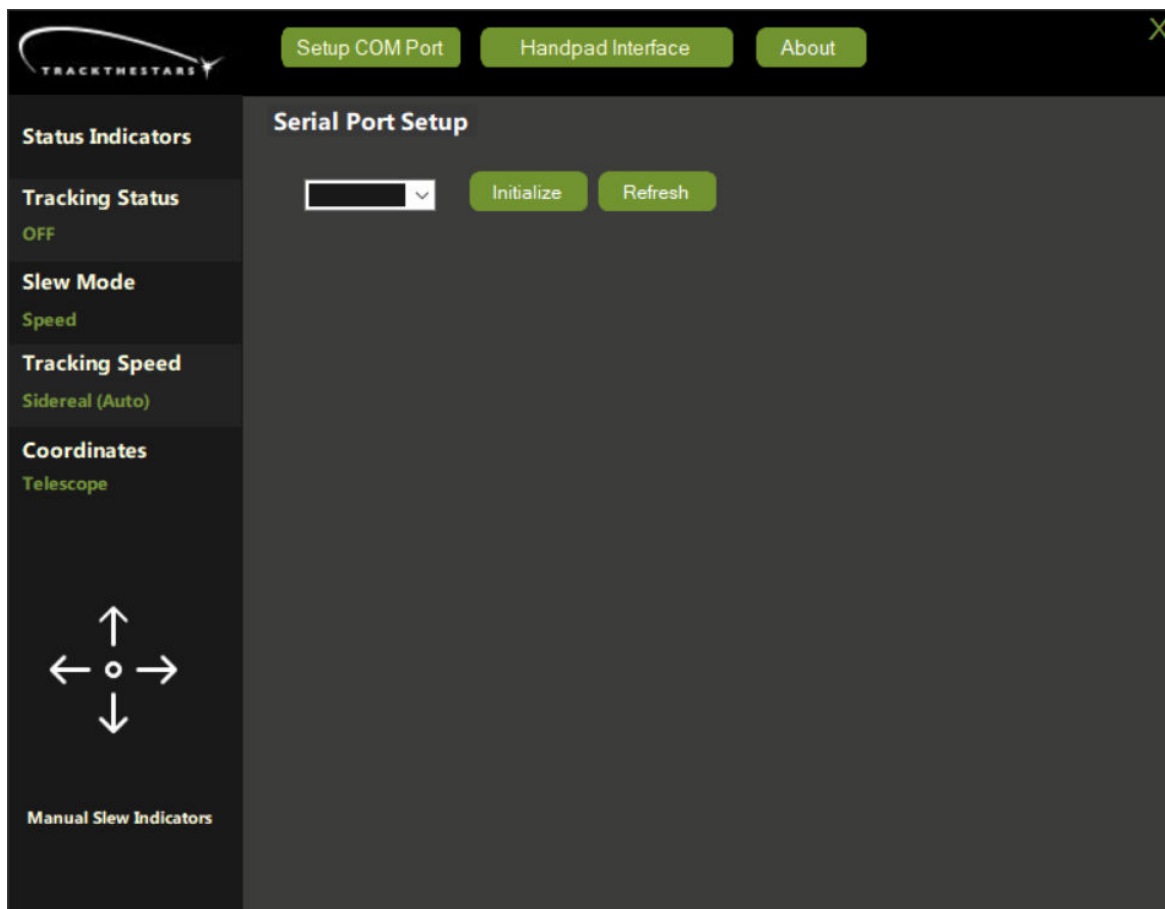 TRACKTHESTARS
Setup COM Port
Handpad Interface
About
X
Status Indicators
Tracking Status
OFF
Slew Mode
Speed
Tracking Speed
Sidereal (Auto)
Coordinates
Telescope
Manual Slew Indicators
Serial Port Setup
Initialize
Refresh